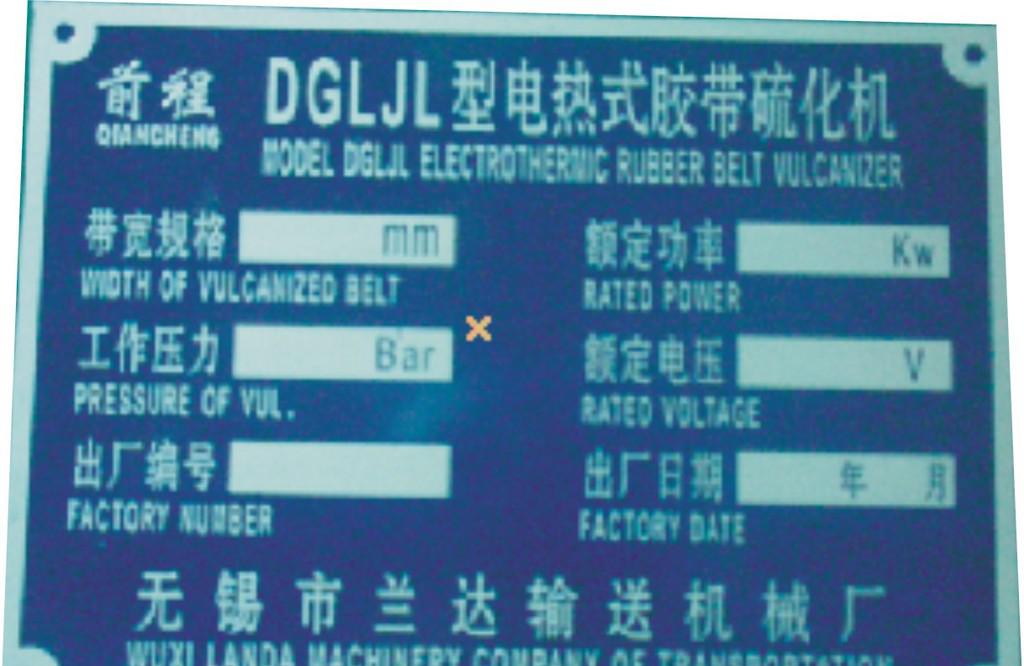 前程 DGLJL型电热式胶带硫化机
QIANCHENG MODEL DGLJL ELECTROTHERMIC RUBBER BELT VULCANIZER
带宽规格 mm 额定功率 Kw
WIDTH OF VULCANIZED BELT RATED POWER
工作压力 Bar 额定电压 V
PRESSURE OF VUL. RATED VOLTAGE
出厂编号 出厂日期 年 月
FACTORY NUMBER FACTORY DATE
无锡市兰达输送机械厂
WUXI LANDA MACHINERY COMPANY OF TRANSPORTATION